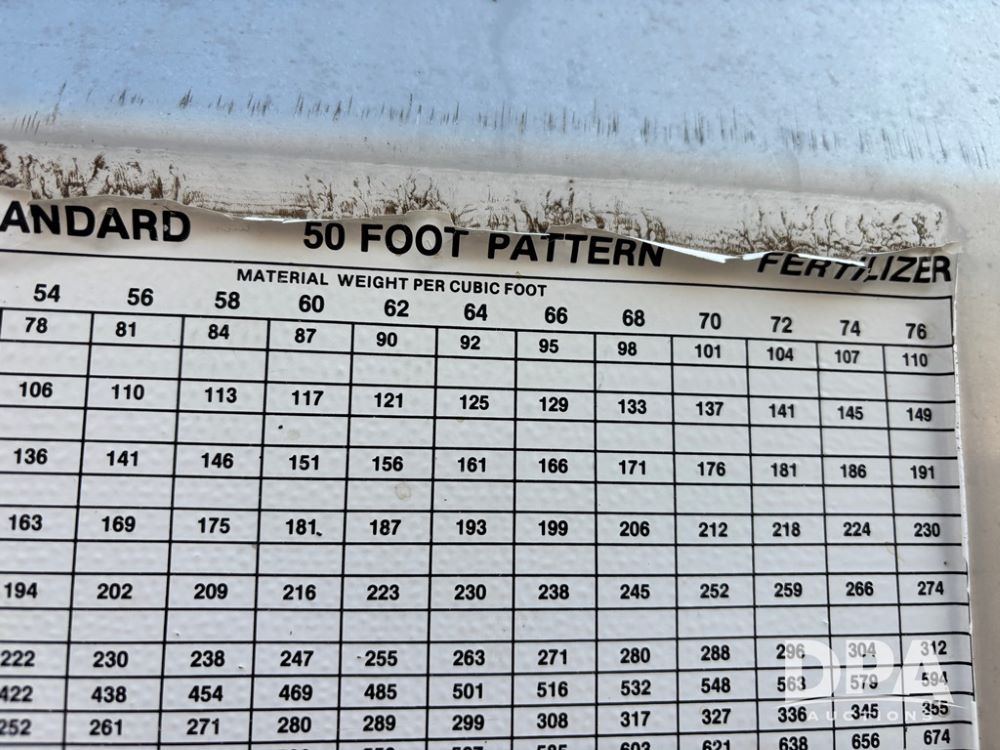 ANDARD 50 FOOT PATTERN FERTILIZER
MATERIAL WEIGHT PER CUBIC FOOT
54 56 58 60 62 64 66 68 70 72 74 76
78 81 84 87 90 92 95 98 101 104 107 110
106 110 113 117 121 125 129 133 137 141 145 149
136 141 146 151 156 161 166 171 176 181 186 191
163 169 175 181 187 193 199 206 212 218 224 230
194 202 209 216 223 230 238 245 252 259 266 274
222 230 238 247 255 263 271 280 288 296 304 312
422 438 454 469 485 501 516 532 548 563 579 594
252 261 271 280 289 299 308 317 327 336 345 355
621 638 656 674
DPA
AUCTIONS